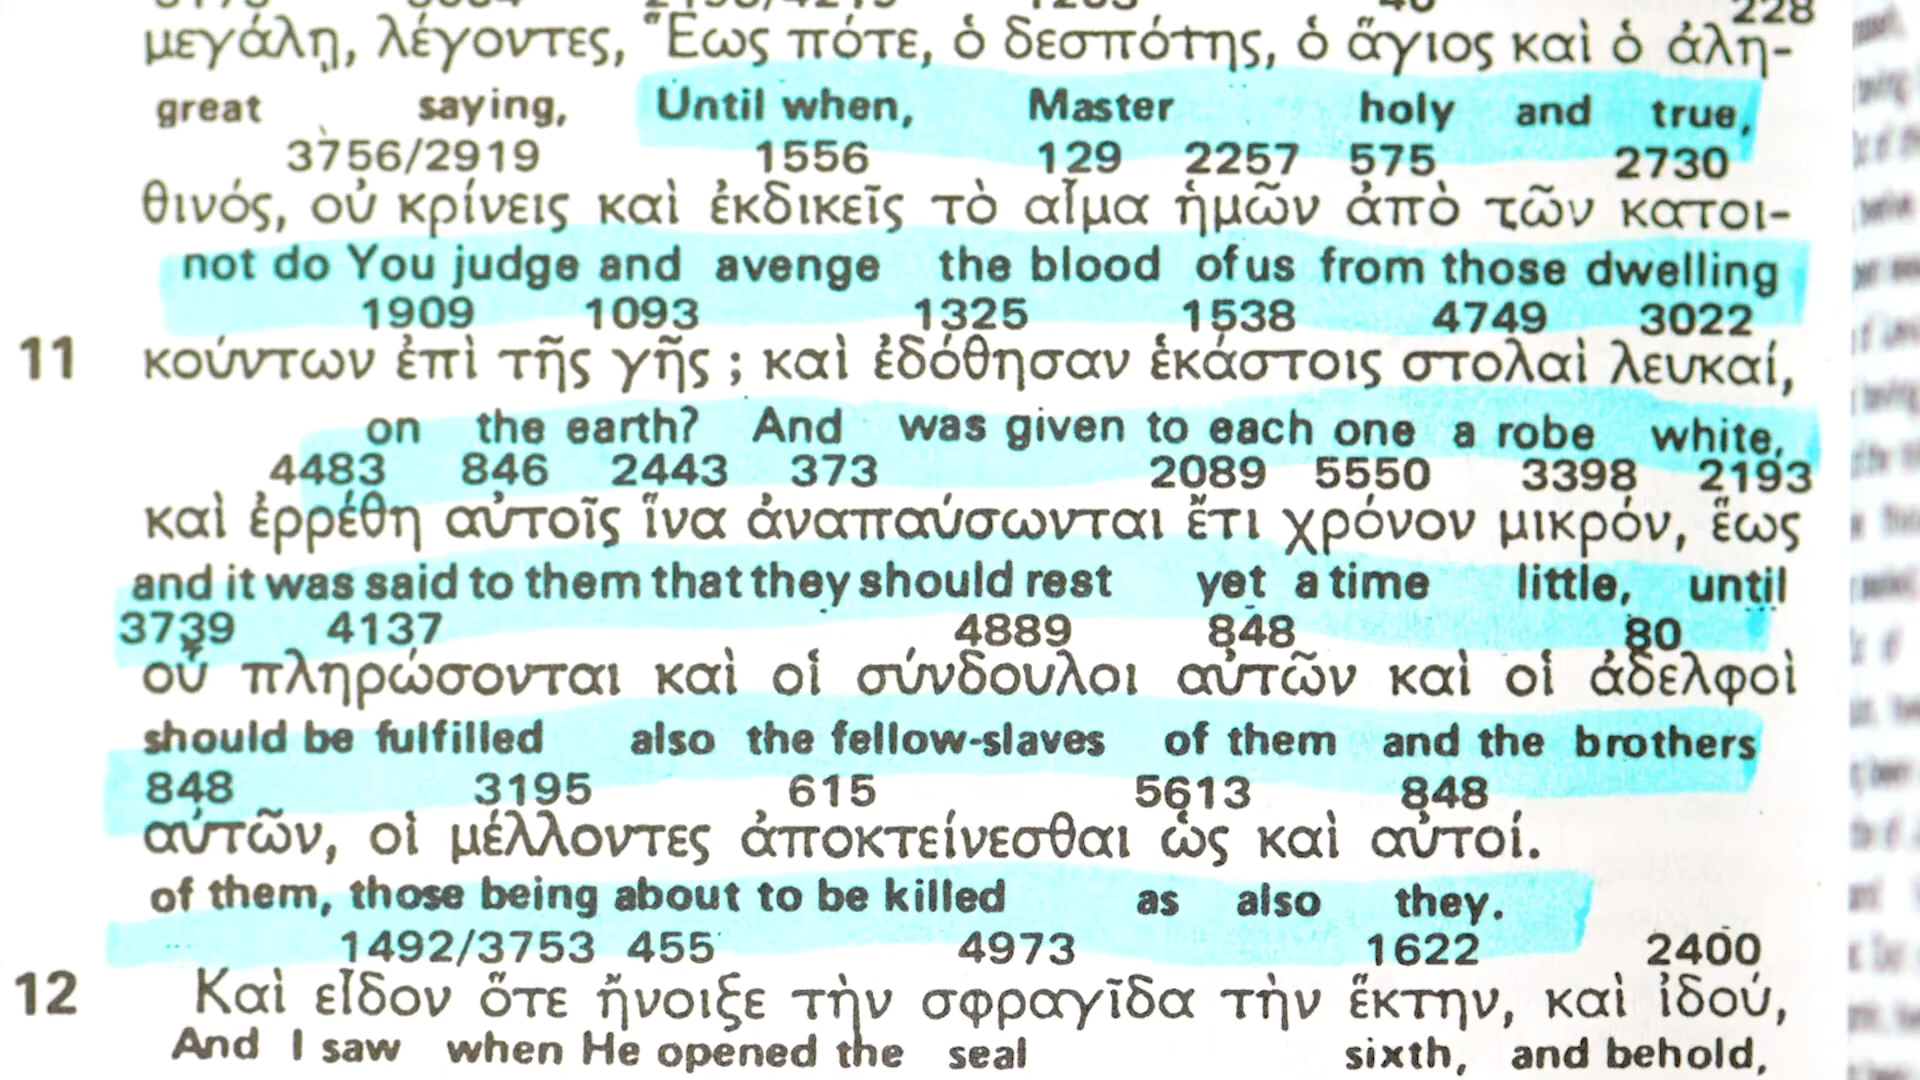 228
μεγάλῃ, λέγοντες, Ἕως πότε, ὁ δεσπότης, ὁ ἅγιος καὶ ὁ ἀλη-
great saying, Until when, Master holy and true,
3756/2919 1556 129 2257 575 2730
θινός, οὐ κρίνεις καὶ ἐκδικεῖς τὸ αἷμα ἡμῶν ἀπὸ τῶν κατοι-
not do You judge and avenge the blood of us from those dwelling
1909 1093 1325 1538 4749 3022
11 κούντων ἐπὶ τῆς γῆς ; καὶ ἐδόθησαν ἑκάστοις στολαὶ λευκαί,
on the earth? And was given to each one a robe white,
4483 846 2443 373 2089 5550 3398 2193
καὶ ἐρρέθη αὐτοῖς ἵνα ἀναπαύσωνται ἔτι χρόνον μικρόν, ἕως
and it was said to them that they should rest yet a time little, until
3739 4137 4889 848 80
οὗ πληρώσονται καὶ οἱ σύνδουλοι αὐτῶν καὶ οἱ ἀδελφοὶ
should be fulfilled also the fellow-slaves of them and the brothers
848 3195 615 5613 848
αὐτῶν, οἱ μέλλοντες ἀποκτείνεσθαι ὡς καὶ αὐτοί.
of them, those being about to be killed as also they.
1492/3753 455 4973 1622 2400
12 Καὶ εἶδον ὅτε ἤνοιξε τὴν σφραγῖδα τὴν ἕκτην, καὶ ἰδού,
And I saw when He opened the seal sixth, and behold,